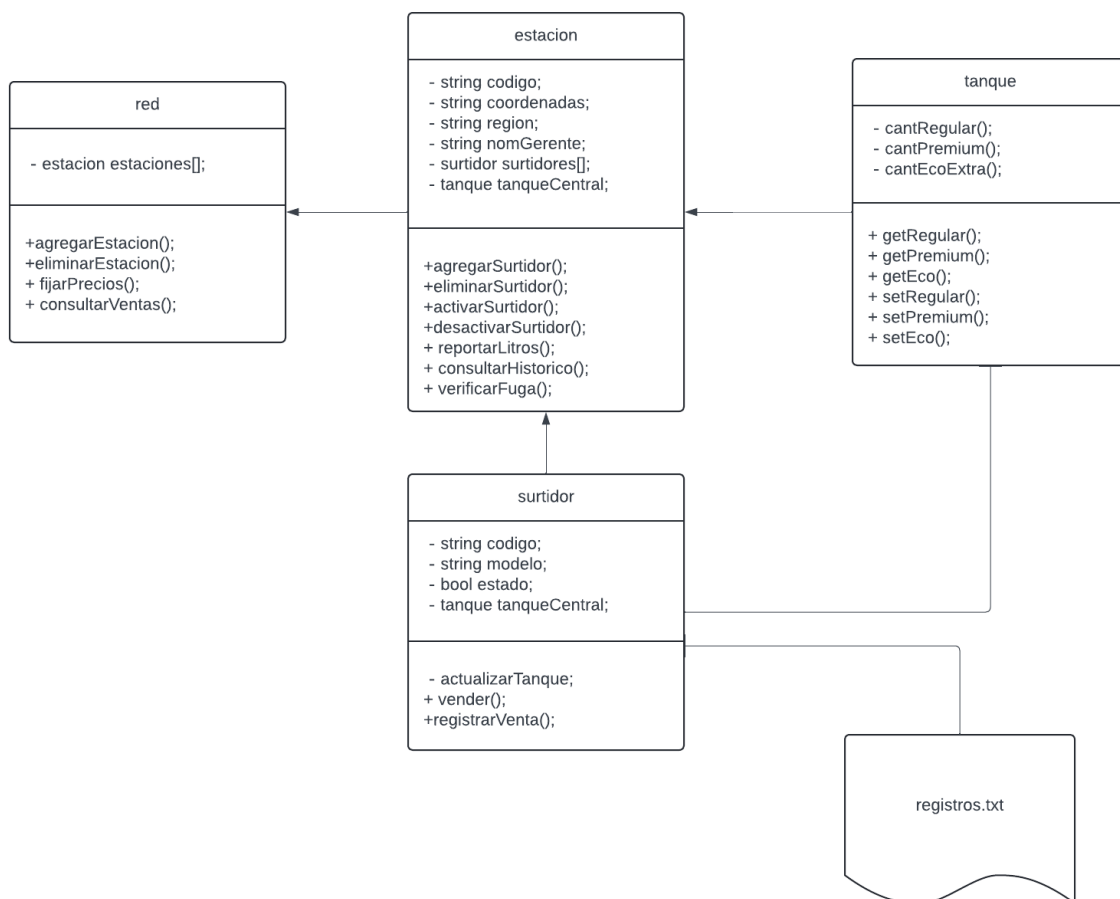 red
- estacion estaciones[];
+agregarEstacion();
+eliminarEstacion();
+ fijarPrecios();
+ consultarVentas();
estacion
- string codigo;
- string coordenadas;
- string region;
- string nomGerente;
- surtidor surtidores[];
- tanque tanqueCentral;
+agregarSurtidor();
+eliminarSurtidor();
+activarSurtidor();
+desactivarSurtidor();
+ reportarLitros();
+ consultarHistorico();
+ verificarFuga();
tanque
- cantRegular();
- cantPremium();
- cantEcoExtra();
+ getRegular();
+ getPremium();
+ getEco();
+ setRegular();
+ setPremium();
+ setEco();
surtidor
- string codigo;
- string modelo;
- bool estado;
- tanque tanqueCentral;
- actualizarTanque;
+ vender();
+registrarVenta();
registros.txt